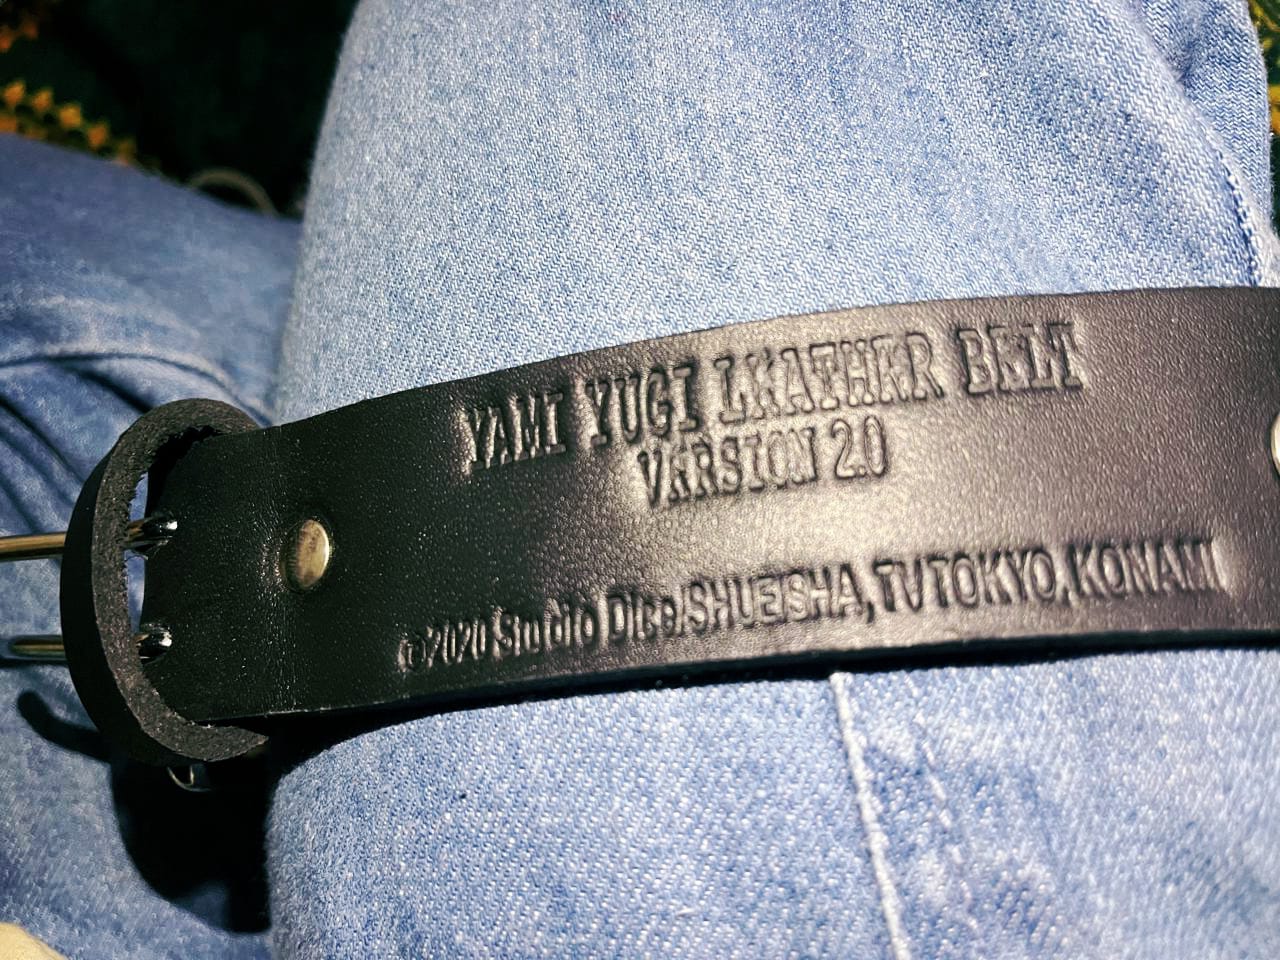 YAMI YUGI LEATHER BELT
VERSION 2.0
©2020 Studio Dice/SHUEISHA, TV TOKYO, KONAMI